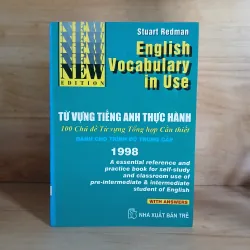 Stuart Redman
NEW
EDITION
English
Vocabulary
in Use
TỪ VỰNG TIẾNG ANH THỰC HÀNH
100 Chủ đề Từ vựng Tổng hợp Cần thiết
DÀNH CHO TRÌNH ĐỘ TRUNG CẤP
1998
A essential reference and
practice book for self-study
and classroom use of
pre-intermediate & intermediate
student of English
WITH ANSWERS
NHÀ XUẤT BẢN TRẺ